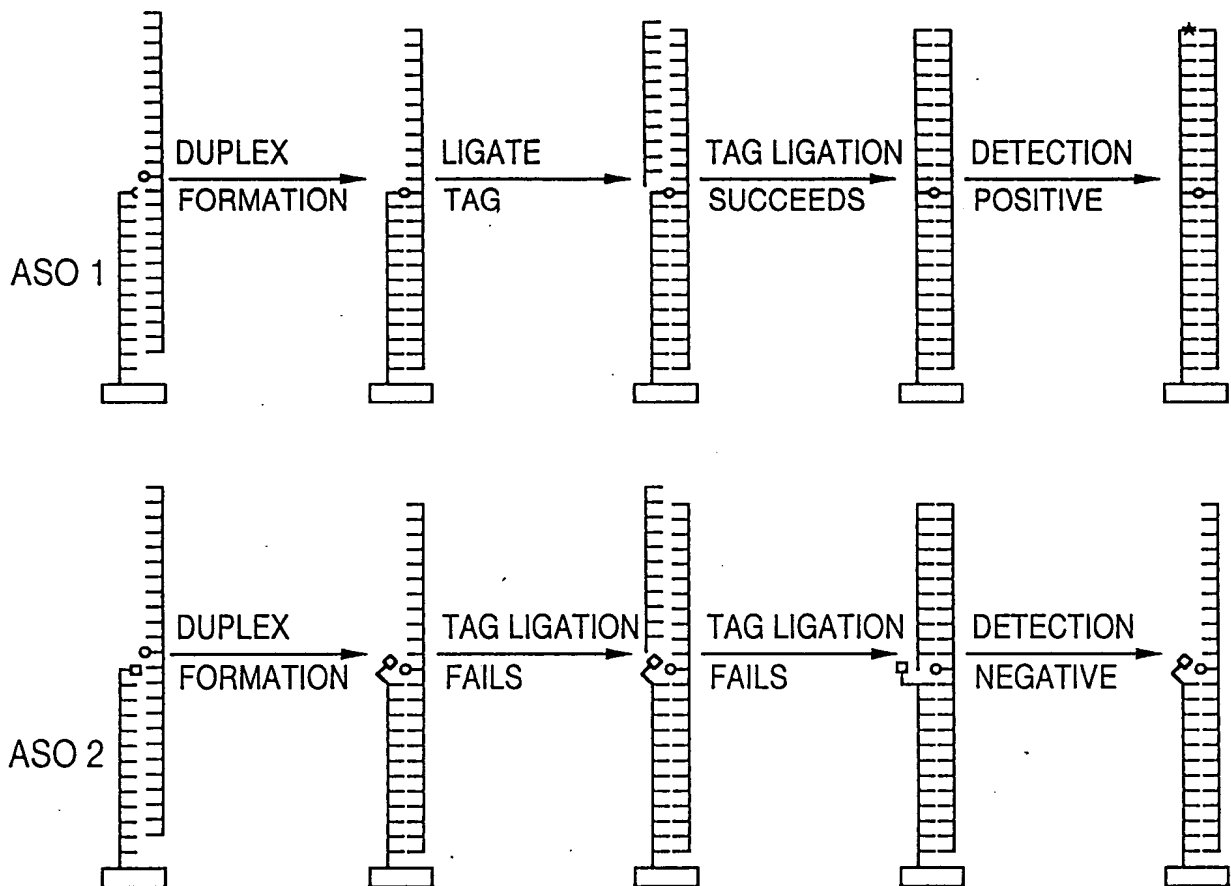 DUPLEX
FORMATION
LIGATE
TAG
TAG LIGATION
SUCCEEDS
DETECTION
POSITIVE
ASO 1
DUPLEX
FORMATION
TAG LIGATION
FAILS
TAG LIGATION
FAILS
DETECTION
NEGATIVE
ASO 2